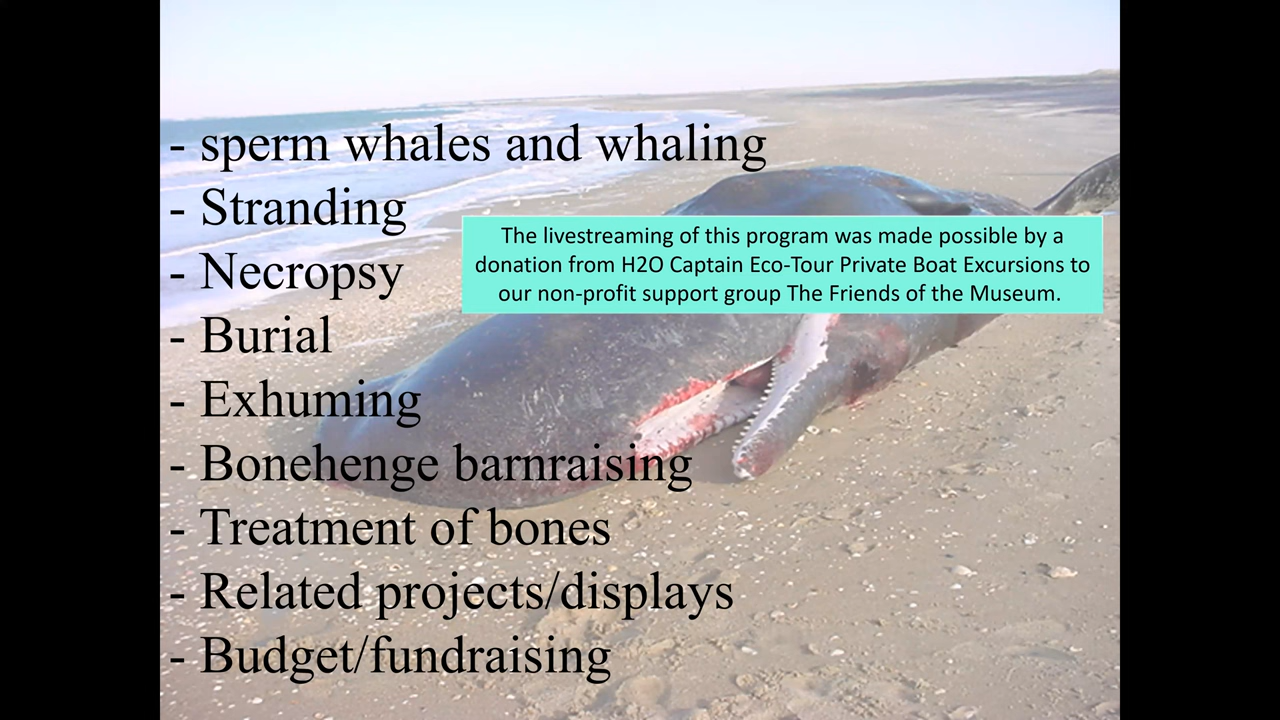 - sperm whales and whaling
- Stranding
The livestreaming of this program was made possible by a
donation from H2O Captain Eco-Tour Private Boat Excursions to
our non-profit support group The Friends of the Museum.
- Necropsy
- Burial
- Exhuming
- Bonehenge barnraising
- Treatment of bones
- Related projects/displays
- Budget/fundraising